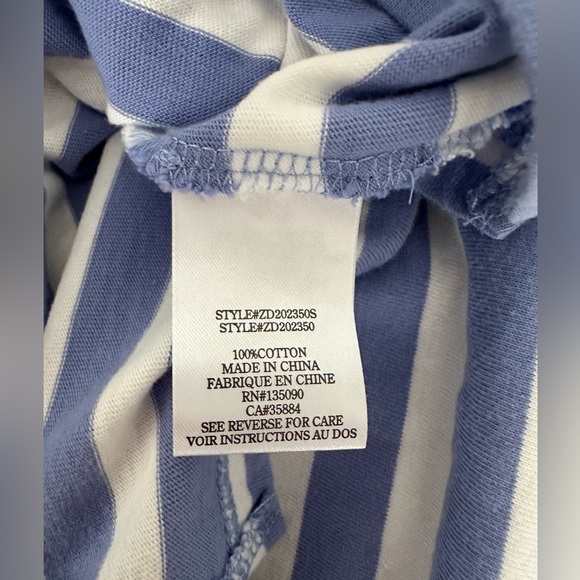 STYLE#ZD202350S
STYLE#ZD202350
100%COTTON
MADE IN CHINA
FABRIQUE EN CHINE
RN#135090
CA#35884
SEE REVERSE FOR CARE
VOIR INSTRUCTIONS AU DOS